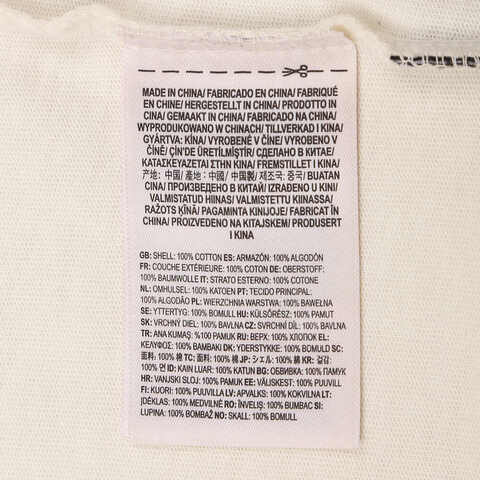 MADE IN CHINA/ FABRICADO EN CHINA/ FABRIQUÉ
EN CHINE/ HERGESTELLT IN CHINA/ PRODOTTO IN
CINA/ GEMAAKT IN CHINA/ FABRICADO NA CHINA/
WYPRODUKOWANO W CHINACH/ TILLVERKAD I KINA/
GYÁRTVA: KÍNA/ VYROBENÉ V ČÍNE/ VYROBENO V
ČÍNĚ/ ÇİN'DE ÜRETİLMİŞTİR/ СДЕЛАНО В КИТАЕ/
ΚΑΤΑΣΚΕΥΑΖΕΤΑΙ ΣΤΗΝ ΚΙΝΑ/ FREMSTILLET I KINA/
产地: 中国/ 產地: 中國/ 中国製/ 제조국: 중국/ BUATAN
CINA/ ПРОИЗВЕДЕНО В КИТАЙ/ IZRAĐENO U KINI/
VALMISTATUD HIINAS/ VALMISTETTU KIINASSA/
RAŽOTS ĶĪNĀ/ PAGAMINTA KINIJOJE/ FABRICAT ÎN
CHINA/ PROIZVEDENO NA KITAJSKEM/ PRODUSERT
I KINA
GB: SHELL: 100% COTTON ES: ARMAZÓN: 100% ALGODÓN
FR: COUCHE EXTÉRIEURE: 100% COTON DE: OBERSTOFF:
100% BAUMWOLLE IT: STRATO ESTERNO: 100% COTONE
NL: OMHULSEL: 100% KATOEN PT: TECIDO PRINCIPAL:
100% ALGODÃO PL: WIERZCHNIA WARSTWA: 100% BAWEŁNA
SE: YTTERTYG: 100% BOMULL HU: KÜLSŐRÉSZ: 100% PAMUT
SK: VRCHNÝ DIEL: 100% BAVLNA CZ: SVRCHNÍ DÍL: 100% BAVLNA
TR: ANA KUMAŞ: %100 PAMUK RU: ВЕРХ: 100% ХЛОПОК EL:
ΚΕΛΥΦΟΣ: 100% ΒΑΜΒΑΚΙ DK: YDERSTYKKE: 100% BOMULD SC:
面料: 100% 棉 TC: 面料: 100% 棉 JP: シェル: 100% 綿 KR: 겉감:
100% 면 ID: KAIN LUAR: 100% KATUN BG: ОБВИВКА: 100% ПАМУК
HR: VANJSKI SLOJ: 100% PAMUK EE: VÄLISKEST: 100% PUUVILL
FI: KUORI: 100% PUUVILLA LV: APVALKS: 100% KOKVILNA LT:
ĮDĖKLAS: 100% MEDVILNĖ RO: ÎNVELIȘ: 100% BUMBAC SI:
LUPINA: 100% BOMBAŽ NO: SKALL: 100% BOMULL